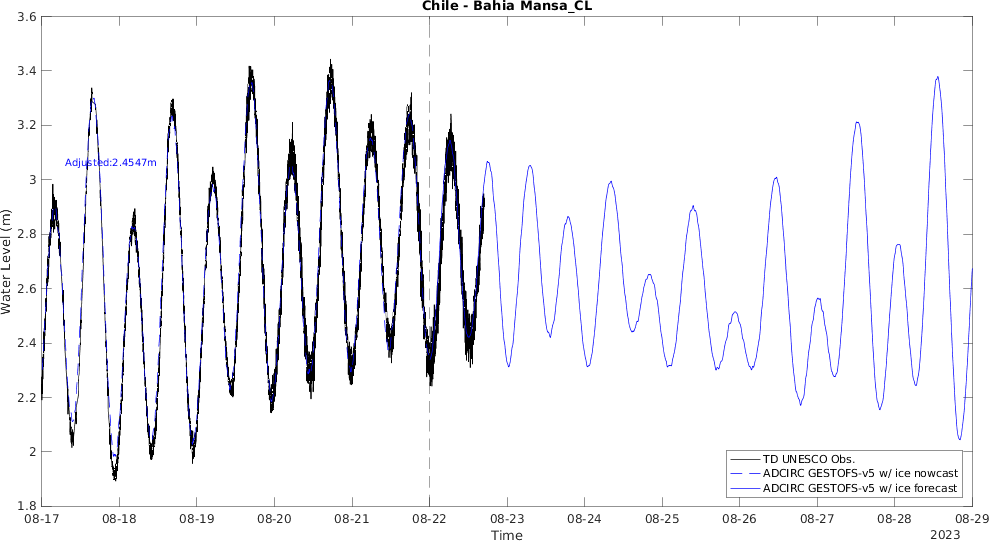 Chile - Bahia Mansa_CL
3.6
3.4
3.2
3
2.8
2.6
2.4
2.2
2
1.8
Water Level (m)
Adjusted:2.4547m
TD UNESCO Obs.
ADCIRC GESTOFS-v5 w/ ice nowcast
ADCIRC GESTOFS-v5 w/ ice forecast
08-17 08-18 08-19 08-20 08-21 08-22 08-23 08-24 08-25 08-26 08-27 08-28 08-29
Time
2023